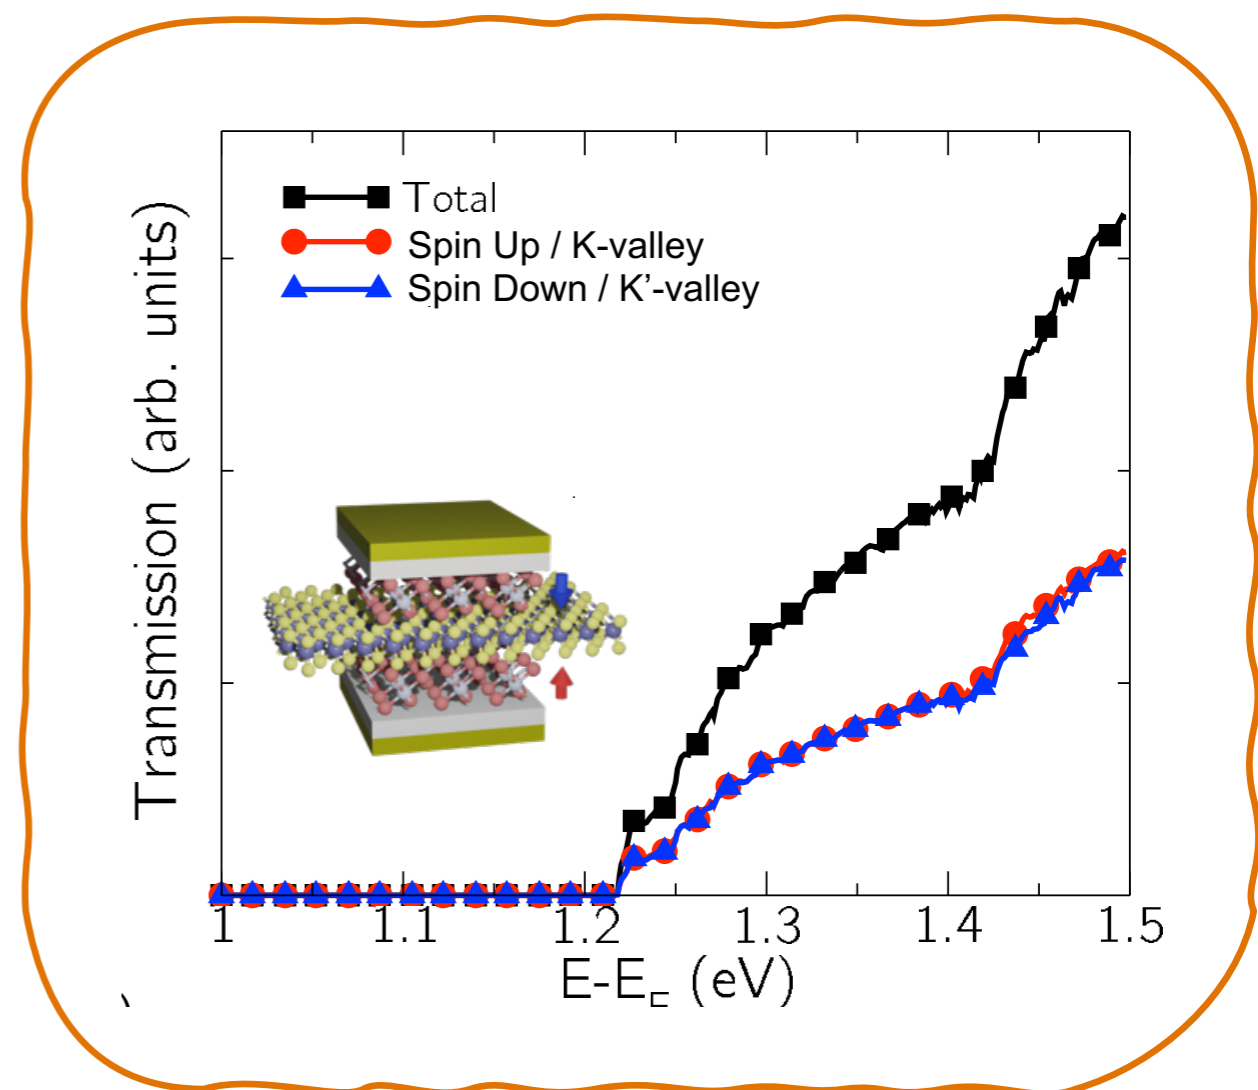 Total
Spin Up / K-valley
Spin Down / K’-valley
Transmission (arb. units)
1 1.1 1.2 1.3 1.4 1.5
E-E_F (eV)